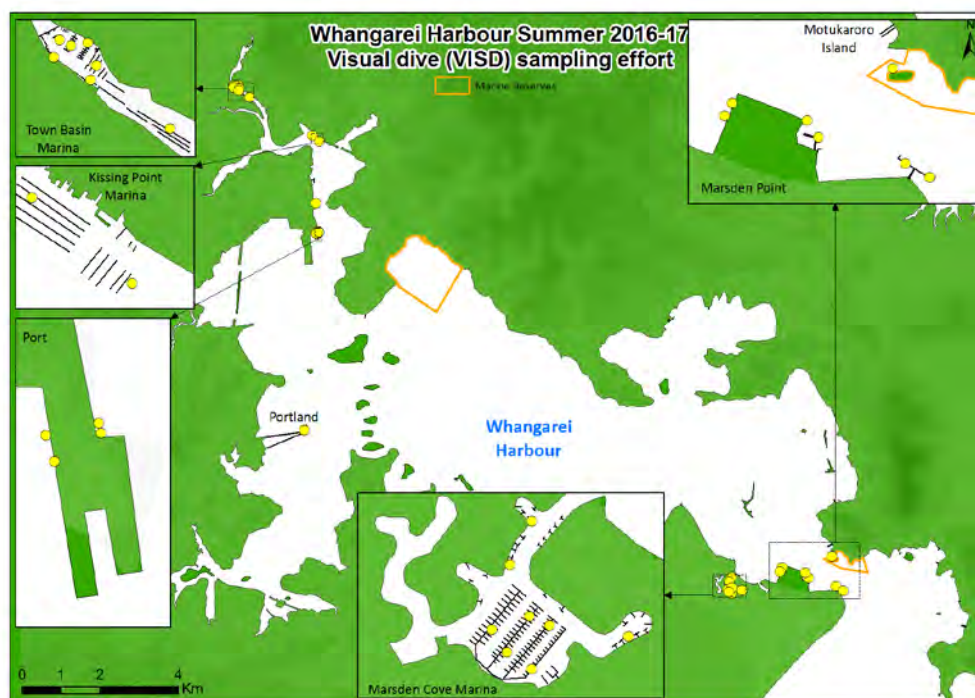 Whangarei Harbour Summer 2016-17
Visual dive (VISD) sampling effort
Marine Reserves
Town Basin
Marina
Kissing Point
Marina
Port
Portland
Whangarei
Harbour
Motukaroro
Island
N
Marsden Point
Marsden Cove Marina
0 1 2 4
Km